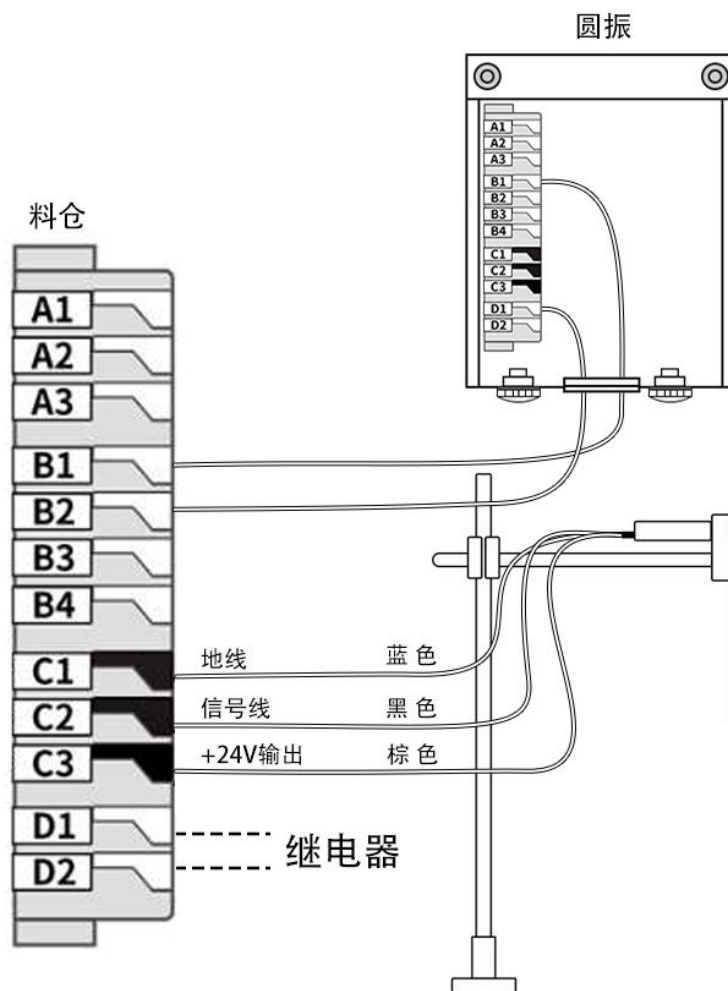 圆振
A1
A2
A3
B1
B2
B3
B4
C1
C2
C3
D1
D2
料仓
A1
A2
A3
B1
B2
B3
B4
C1 地线 蓝色
C2 信号线 黑色
C3 +24V输出 棕色
D1
继电器
D2